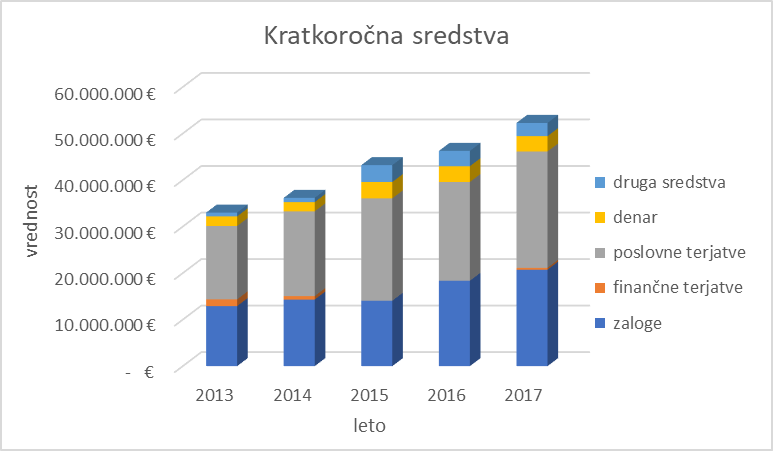 Kratkoročna sredstva
60.000.000 €
50.000.000 €
40.000.000 €
30.000.000 €
20.000.000 €
10.000.000 €
- €
vrednost
2013 2014 2015 2016 2017
leto
druga sredstva
denar
poslovne terjatve
finančne terjatve
zaloge